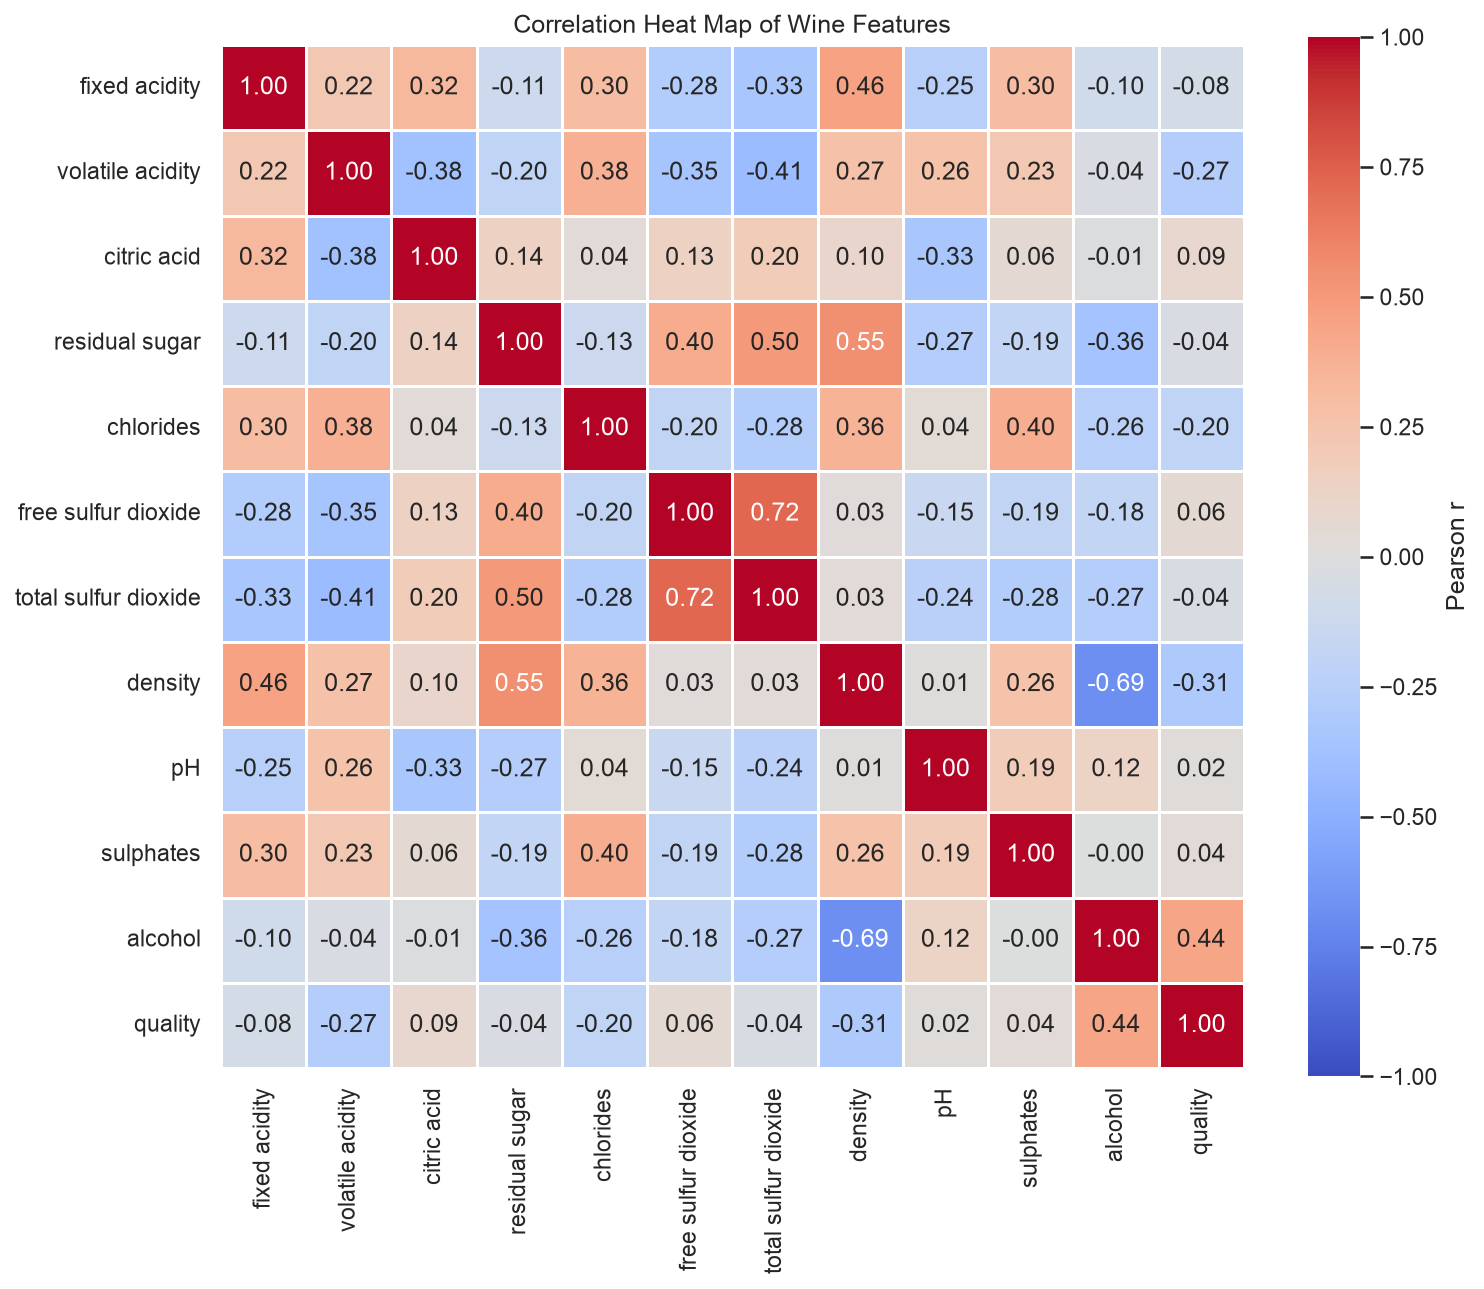 Correlation Heat Map of Wine Features
fixed acidity 1.00 0.22 0.32 -0.11 0.30 -0.28 -0.33 0.46 -0.25 0.30 -0.10 -0.08
volatile acidity 0.22 1.00 -0.38 -0.20 0.38 -0.35 -0.41 0.27 0.26 0.23 -0.04 -0.27
citric acid 0.32 -0.38 1.00 0.14 0.04 0.13 0.20 0.10 -0.33 0.06 -0.01 0.09
residual sugar -0.11 -0.20 0.14 1.00 -0.13 0.40 0.50 0.55 -0.27 -0.19 -0.36 -0.04
chlorides 0.30 0.38 0.04 -0.13 1.00 -0.20 -0.28 0.36 0.04 0.40 -0.26 -0.20
free sulfur dioxide -0.28 -0.35 0.13 0.40 -0.20 1.00 0.72 0.03 -0.15 -0.19 -0.18 0.06
total sulfur dioxide -0.33 -0.41 0.20 0.50 -0.28 0.72 1.00 0.03 -0.24 -0.28 -0.27 -0.04
density 0.46 0.27 0.10 0.55 0.36 0.03 0.03 1.00 0.01 0.26 -0.69 -0.31
pH -0.25 0.26 -0.33 -0.27 0.04 -0.15 -0.24 0.01 1.00 0.19 0.12 0.02
sulphates 0.30 0.23 0.06 -0.19 0.40 -0.19 -0.28 0.26 0.19 1.00 -0.00 0.04
alcohol -0.10 -0.04 -0.01 -0.36 -0.26 -0.18 -0.27 -0.69 0.12 -0.00 1.00 0.44
quality -0.08 -0.27 0.09 -0.04 -0.20 0.06 -0.04 -0.31 0.02 0.04 0.44 1.00
fixed acidity
volatile acidity
citric acid
residual sugar
chlorides
free sulfur dioxide
total sulfur dioxide
density
pH
sulphates
alcohol
quality
1.00
0.75
0.50
0.25
0.00
−0.25
−0.50
−0.75
−1.00
Pearson r